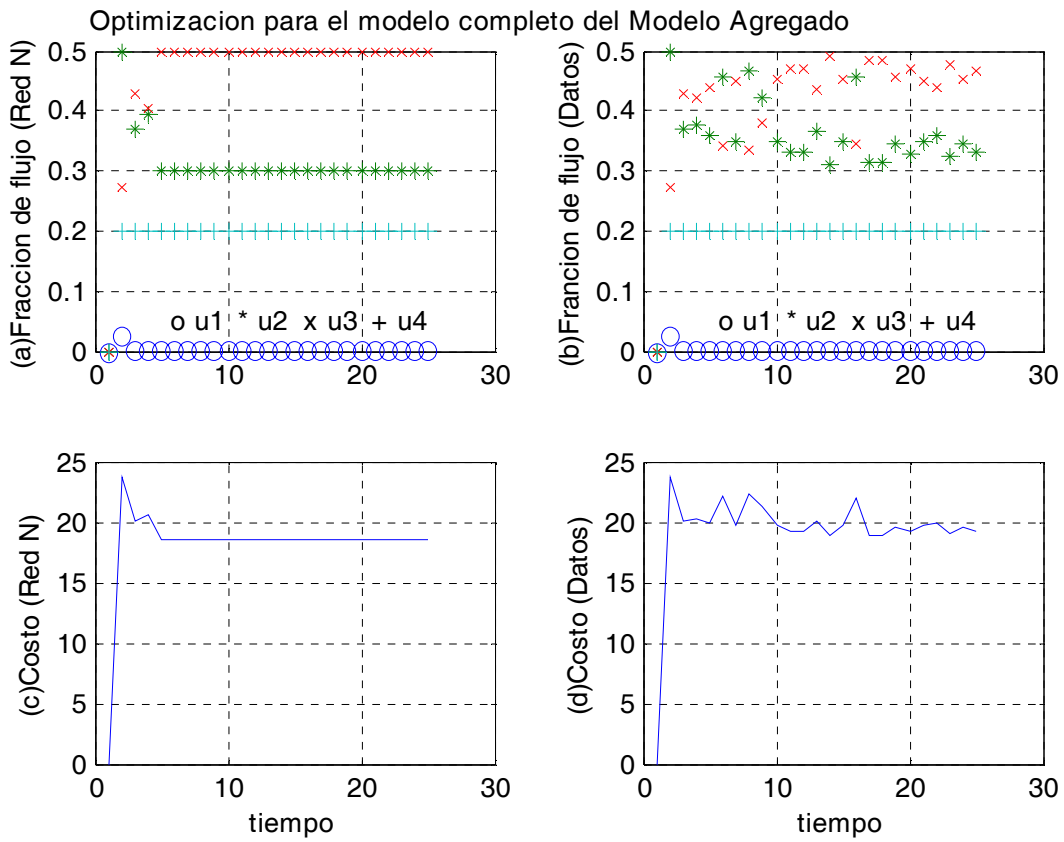 Optimizacion para el modelo completo del Modelo Agregado
(a)Fraccion de flujo (Red N)
0.5
0.4
0.3
0.2
0.1
0
o u1 * u2 x u3 + u4
0 10 20 30
(b)Francion de flujo (Datos)
0.5
0.4
0.3
0.2
0.1
0
o u1 * u2 x u3 + u4
0 10 20 30
(c)Costo (Red N)
25
20
15
10
5
0
0 10 20 30
tiempo
(d)Costo (Datos)
25
20
15
10
5
0
0 10 20 30
tiempo